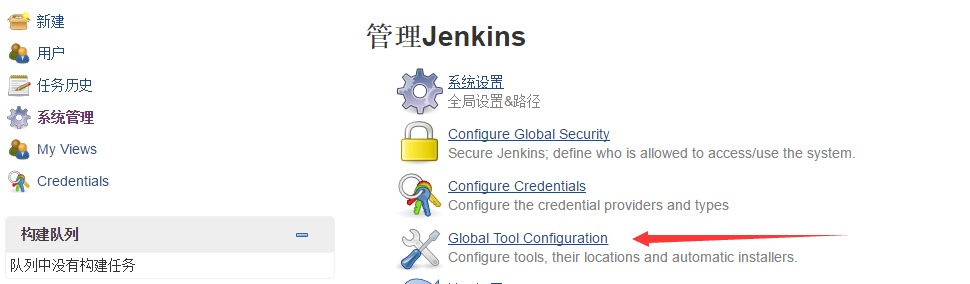 新建
用户
任务历史
系统管理
My Views
Credentials
构建队列
队列中没有构建任务
管理Jenkins
系统设置
全局设置&路径
Configure Global Security
Secure Jenkins; define who is allowed to access/use the system.
Configure Credentials
Configure the credential providers and types
Global Tool Configuration
Configure tools, their locations and automatic installers.